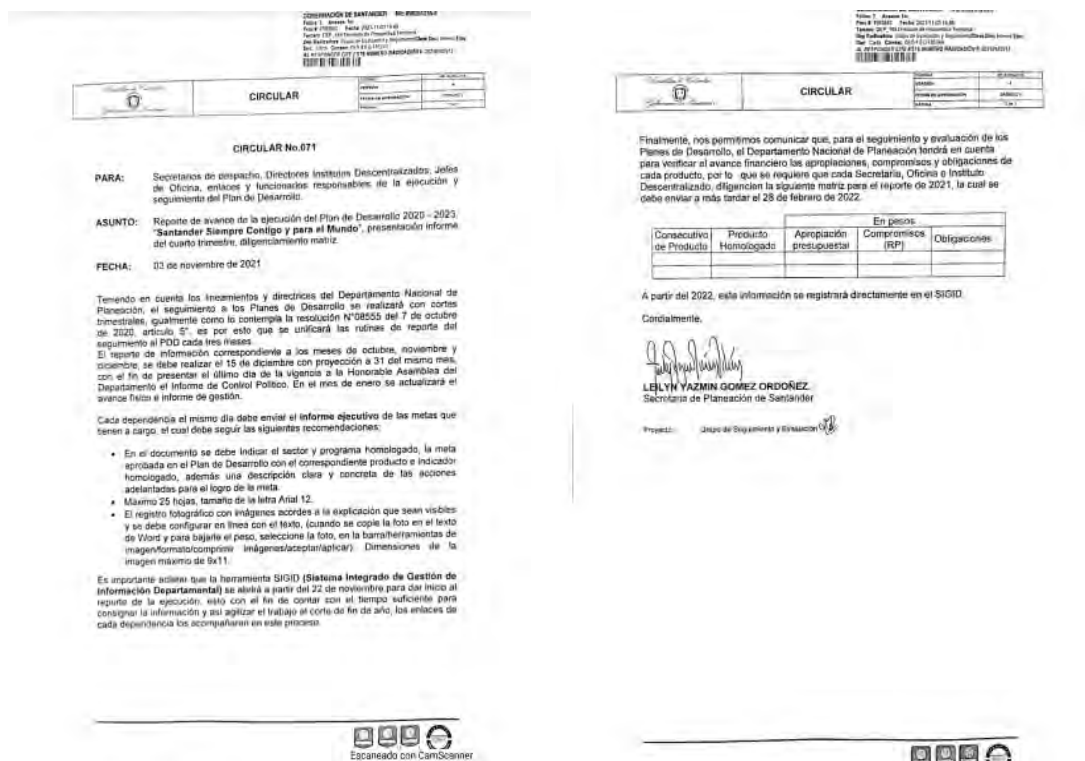 GOBERNACIÓN DE SANTANDER
CIRCULAR
CIRCULAR No.071
PARA: Secretarios de despacho, Directores Institutos Descentralizados, Jefes
de Oficina, enlaces y funcionarios responsables de la ejecución y
seguimiento del Plan de Desarrollo.
ASUNTO: Reporte de avance de la ejecución del Plan de Desarrollo 2020 - 2023,
"Santander Siempre Contigo y para el Mundo", presentación informe
del cuarto trimestre, diligenciamiento matriz.
FECHA: 03 de noviembre de 2021
Teniendo en cuenta los lineamientos y directrices del Departamento Nacional de
Planeación, el seguimiento a los Planes de Desarrollo se realizará con cortes
trimestrales, igualmente como lo contempla la resolución N°08555 del 7 de octubre
de 2020, artículo 5°, es por esto que se unificará las rutinas de reporte del
seguimiento al PDD cada tres meses.
El reporte de información correspondiente a los meses de octubre, noviembre y
diciembre, se debe realizar el 15 de diciembre con proyección a 31 del mismo mes,
con el fin de presentar el último día de la vigencia a la Honorable Asamblea del
Departamento el Informe de Control Político. En el mes de enero se actualizará el
avance físico e informe de gestión.
Cada dependencia el mismo día debe enviar el informe ejecutivo de las metas que
tienen a cargo, el cual debe seguir las siguientes recomendaciones:
• En el documento se debe indicar el sector y programa homologado, la meta
aprobada en el Plan de Desarrollo con el correspondiente producto e indicador
homologado, además una descripción clara y concreta de las acciones
adelantadas para el logro de la meta.
• Máximo 25 hojas, tamaño de la letra Arial 12.
• El registro fotográfico con imágenes acordes a la explicación que sean visibles
y se debe configurar en línea con el texto, (cuando se copie la foto en el texto
de Word y para bajarle el peso, seleccione la foto, en la barra/herramientas de
imagen/formato/comprimir imágenes/aceptar/aplicar) Dimensiones de la
imagen máximo de 9x11.
Es importante aclarar que la herramienta SIGID (Sistema Integrado de Gestión de
Información Departamental) se abrirá a partir del 22 de noviembre para dar inicio al
reporte de la ejecución, esto con el fin de contar con el tiempo suficiente para
consignar la información y así agilizar el trabajo al corte de fin de año, los enlaces de
cada dependencia los acompañaran en este proceso.
Escaneado con CamScanner
CIRCULAR
Finalmente, nos permitimos comunicar que, para el seguimiento y evaluación de los
Planes de Desarrollo, el Departamento Nacional de Planeación tendrá en cuenta
para verificar el avance financiero las apropiaciones, compromisos y obligaciones de
cada producto, por lo que se requiere que cada Secretaría, Oficina e Instituto
Descentralizado, diligencien la siguiente matriz para el reporte de 2021, la cual se
debe enviar a más tardar el 28 de febrero de 2022.
En pesos
Consecutivo de Producto Producto Homologado Apropiación presupuestal Compromisos (RP) Obligaciones
A partir del 2022, esta información se registrará directamente en el SIGID.
Cordialmente,
LEILYN YAZMIN GOMEZ ORDOÑEZ
Secretaria de Planeación de Santander
Proyectó: Grupo de Seguimiento y Evaluación